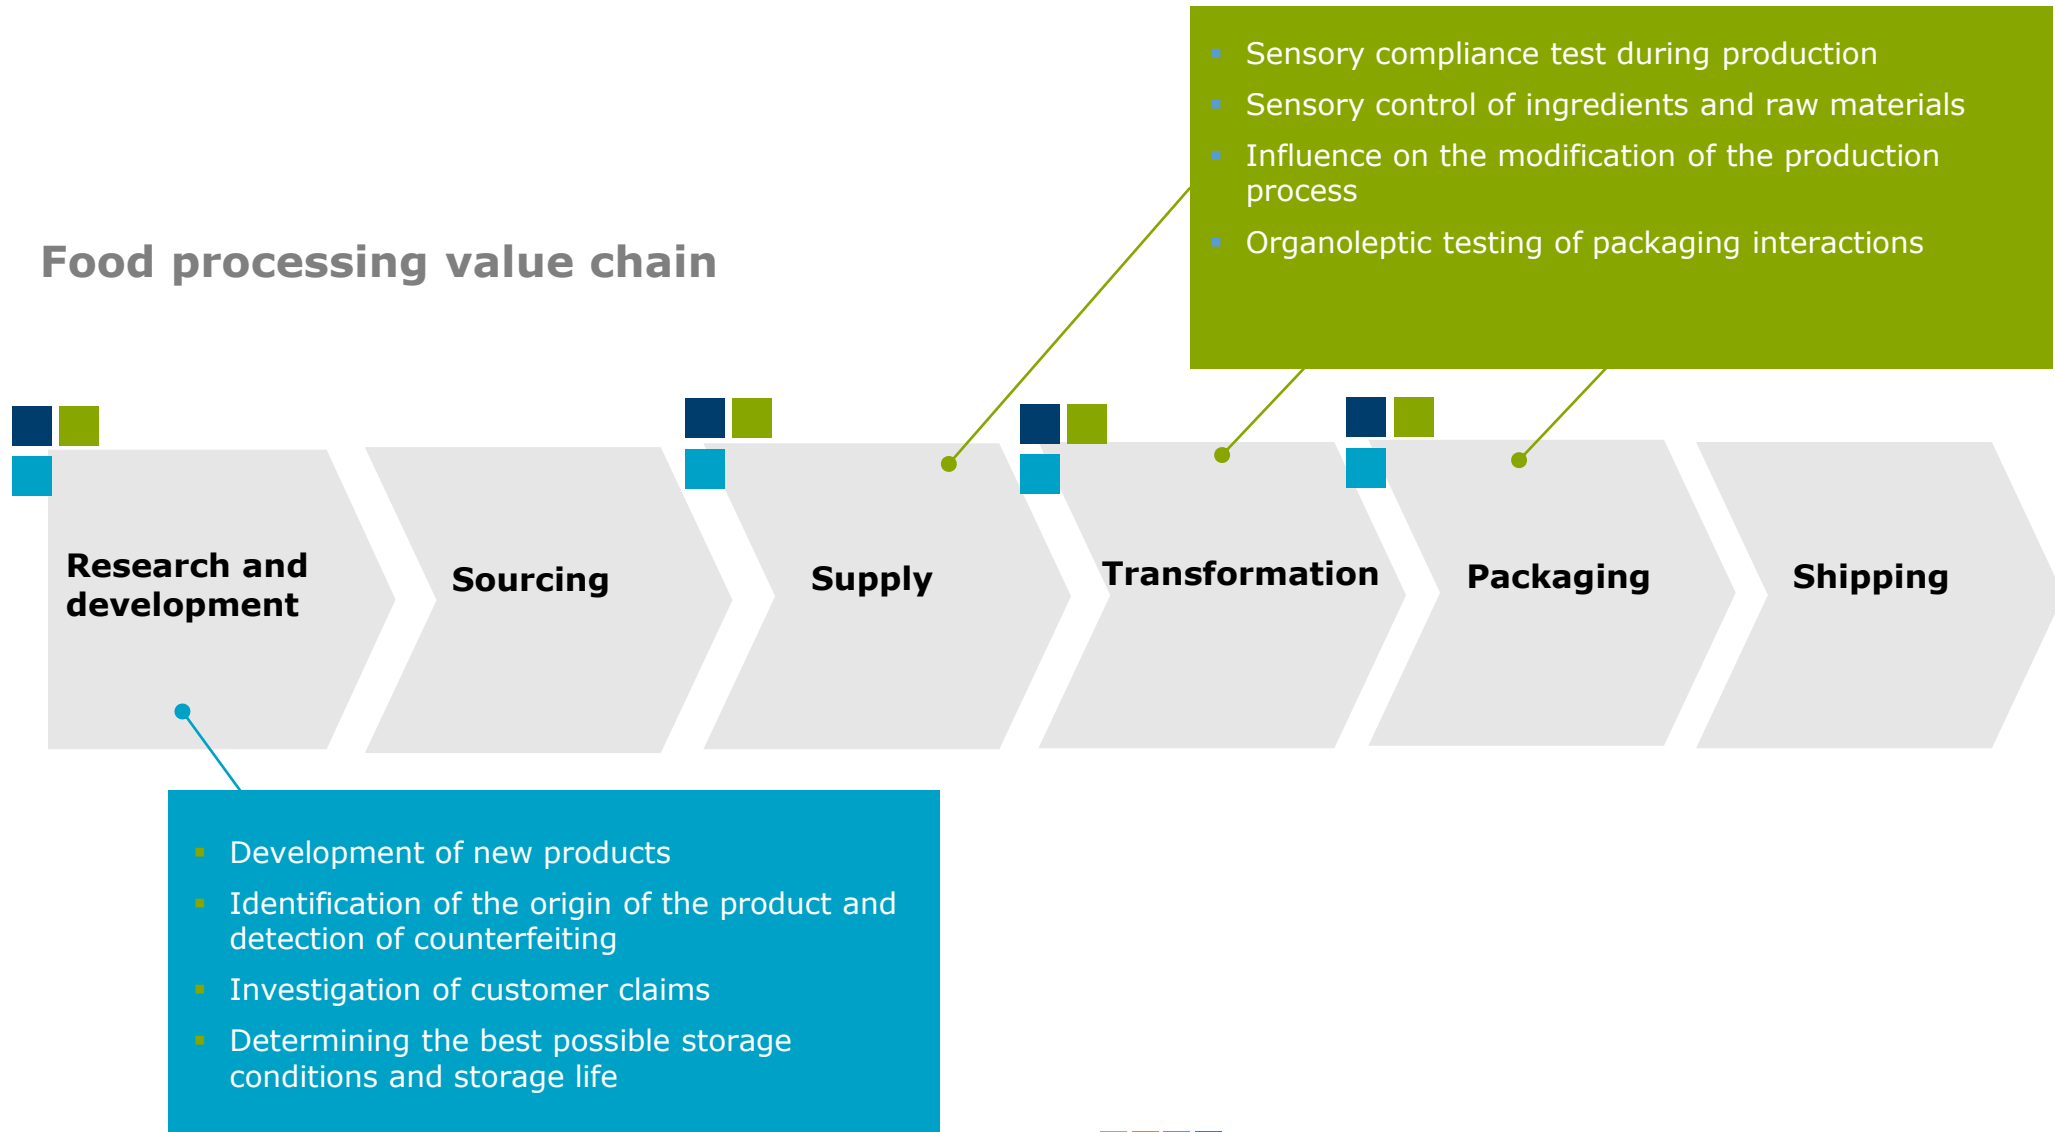 Sensory compliance test during production
Sensory control of ingredients and raw materials
Influence on the modification of the production
process
Organoleptic testing of packaging interactions
Food processing value chain
Research and
development
Sourcing
Supply
Transformation
Packaging
Shipping
Development of new products
Identification of the origin of the product and
detection of counterfeiting
Investigation of customer claims
Determining the best possible storage
conditions and storage life